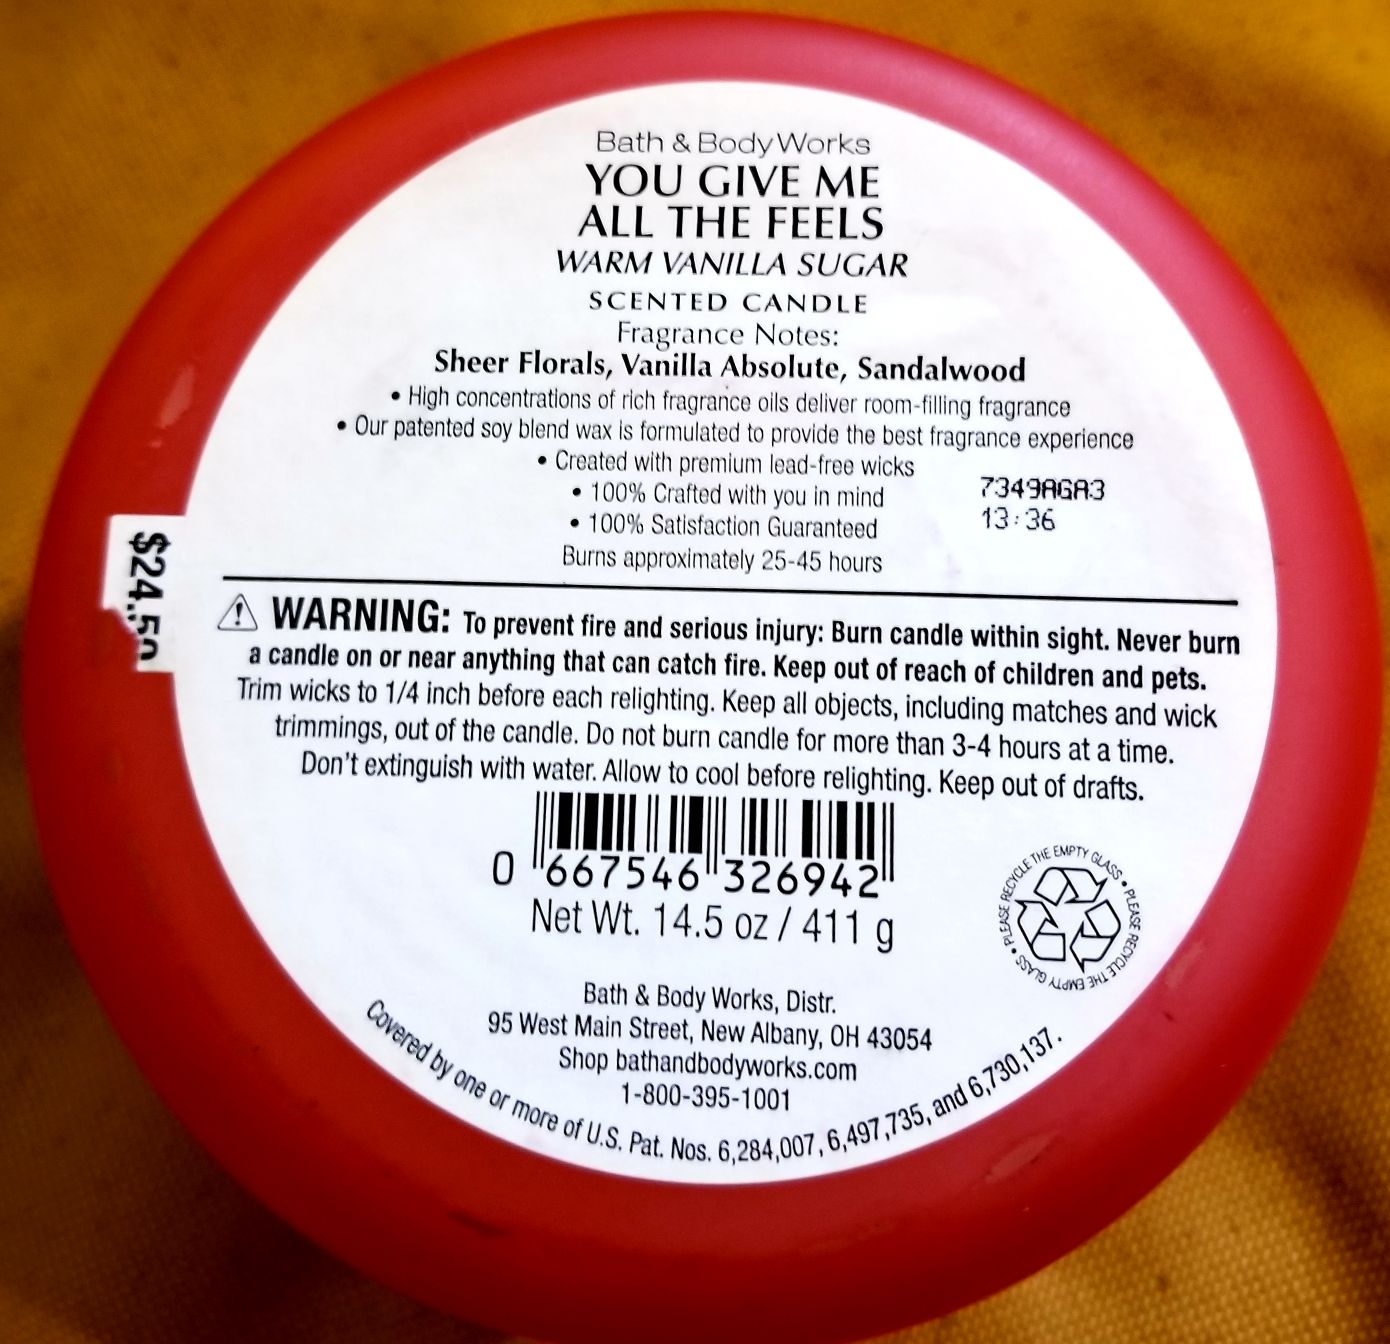 Bath & Body Works
YOU GIVE ME
ALL THE FEELS
WARM VANILLA SUGAR
SCENTED CANDLE
Fragrance Notes:
Sheer Florals, Vanilla Absolute, Sandalwood
• High concentrations of rich fragrance oils deliver room-filling fragrance
• Our patented soy blend wax is formulated to provide the best fragrance experience
• Created with premium lead-free wicks
• 100% Crafted with you in mind
• 100% Satisfaction Guaranteed
Burns approximately 25-45 hours
7349AGA3
13:36
$24.50
WARNING: To prevent fire and serious injury: Burn candle within sight. Never burn
a candle on or near anything that can catch fire. Keep out of reach of children and pets.
Trim wicks to 1/4 inch before each relighting. Keep all objects, including matches and wick
trimmings, out of the candle. Do not burn candle for more than 3-4 hours at a time.
Don't extinguish with water. Allow to cool before relighting. Keep out of drafts.
0 667546 326942
Net Wt. 14.5 oz / 411 g
PLEASE RECYCLE THE EMPTY GLASS • PLEASE RECYCLE THE EMPTY GLASS •
Bath & Body Works, Distr.
95 West Main Street, New Albany, OH 43054
Shop bathandbodyworks.com
1-800-395-1001
Covered by one or more of U.S. Pat. Nos. 6,284,007, 6,497,735, and 6,730,137.